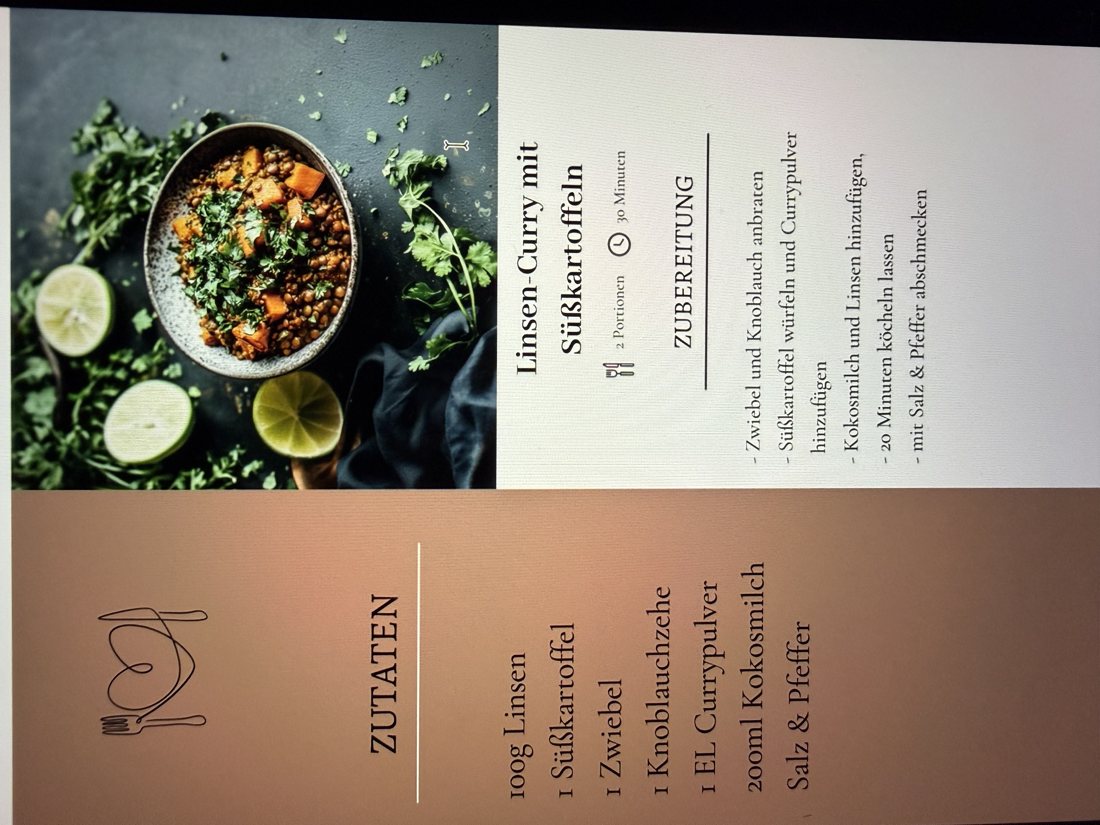 ZUTATEN
100g Linsen
1 Süßkartoffel
1 Zwiebel
1 Knoblauchzehe
1 EL Currypulver
200ml Kokosmilch
Salz & Pfeffer
Linsen-Curry mit
Süßkartoffeln
2 Portionen 30 Minuten
ZUBEREITUNG
- Zwiebel und Knoblauch anbraten
- Süßkartoffel würfeln und Currypulver
hinzufügen
- Kokosmilch und Linsen hinzufügen,
- 20 Minuten köcheln lassen
- mit Salz & Pfeffer abschmecken